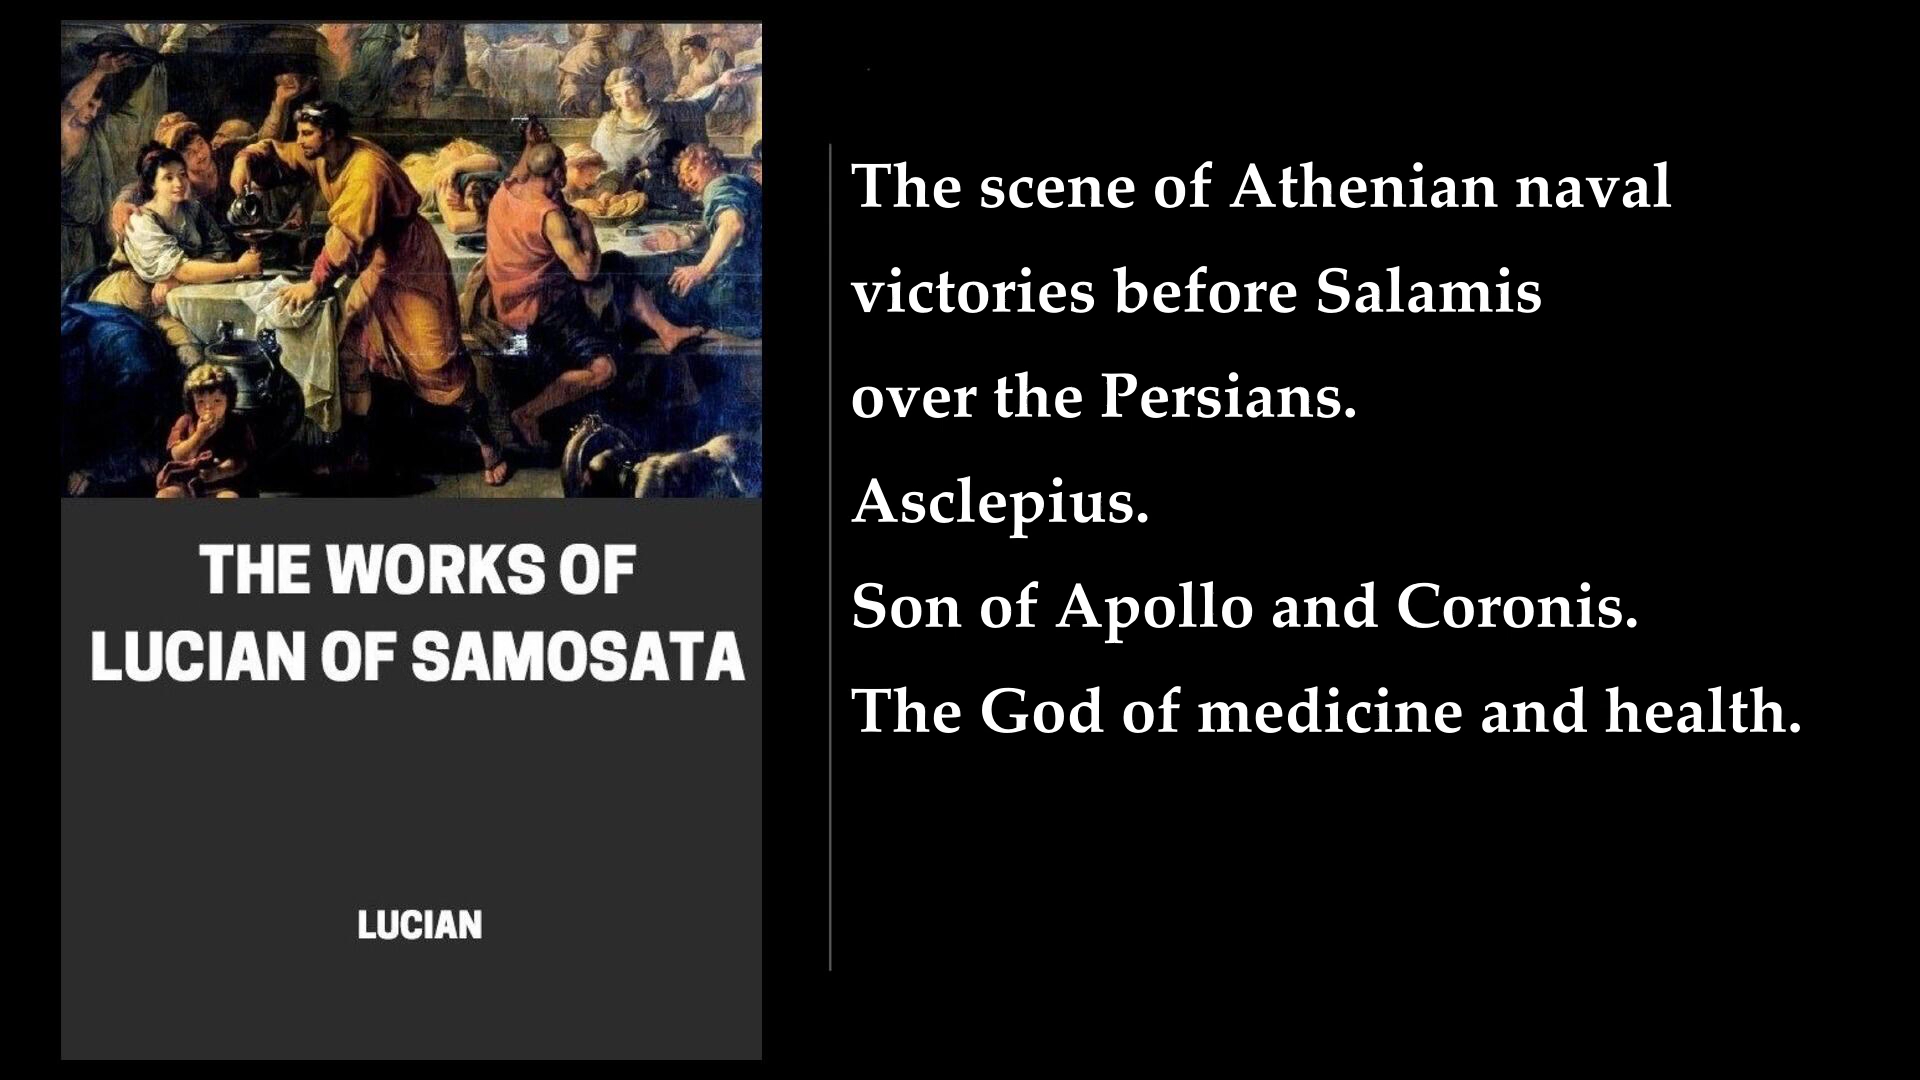 THE WORKS OF
LUCIAN OF SAMOSATA
LUCIAN
The scene of Athenian naval
victories before Salamis
over the Persians.
Asclepius.
Son of Apollo and Coronis.
The God of medicine and health.